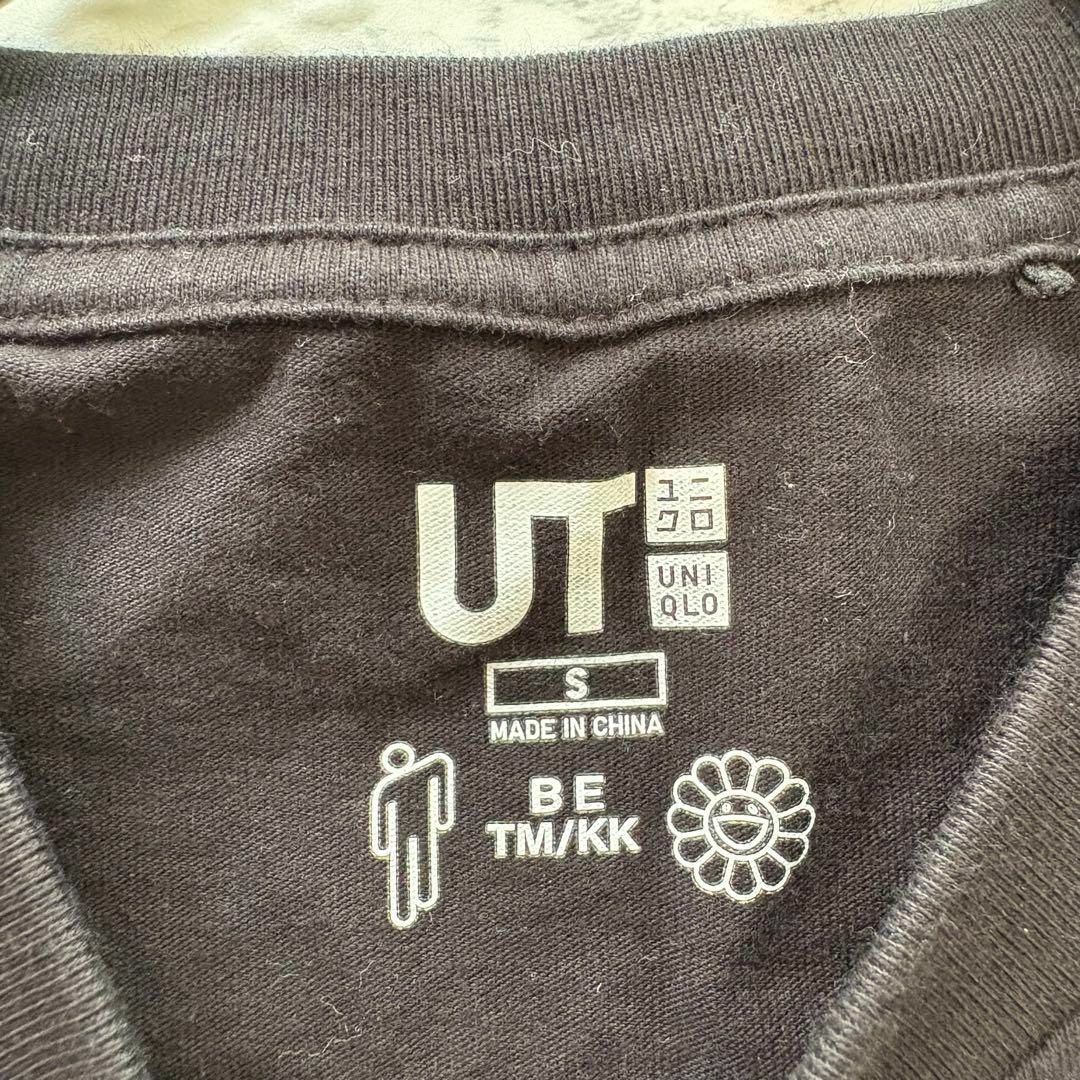 UT
ユニ
クロ
UNI
QLO
S
MADE IN CHINA
BE
TM/KK